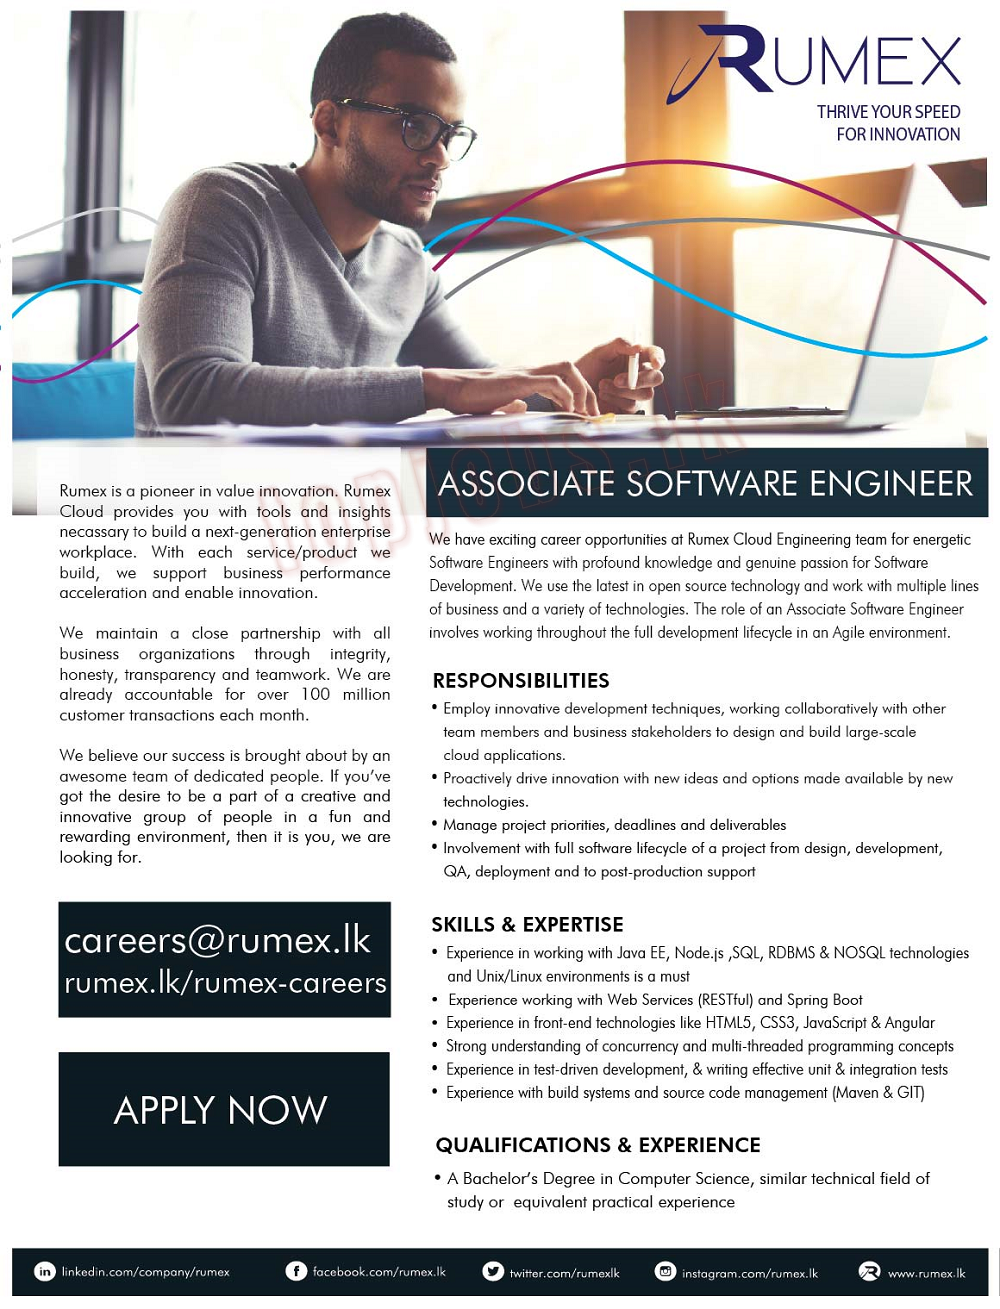 RUMEX
THRIVE YOUR SPEED
FOR INNOVATION
topjobs.lk
Rumex is a pioneer in value innovation. Rumex
Cloud provides you with tools and insights
necassary to build a next-generation enterprise
workplace. With each service/product we
build, we support business performance
acceleration and enable innovation.
We maintain a close partnership with all
business organizations through integrity,
honesty, transparency and teamwork. We are
already accountable for over 100 million
customer transactions each month.
We believe our success is brought about by an
awesome team of dedicated people. If you've
got the desire to be a part of a creative and
innovative group of people in a fun and
rewarding environment, then it is you, we are
looking for.
careers@rumex.lk
rumex.lk/rumex-careers
APPLY NOW
ASSOCIATE SOFTWARE ENGINEER
We have exciting career opportunities at Rumex Cloud Engineering team for energetic
Software Engineers with profound knowledge and genuine passion for Software
Development. We use the latest in open source technology and work with multiple lines
of business and a variety of technologies. The role of an Associate Software Engineer
involves working throughout the full development lifecycle in an Agile environment.
RESPONSIBILITIES
• Employ innovative development techniques, working collaboratively with other
team members and business stakeholders to design and build large-scale
cloud applications.
• Proactively drive innovation with new ideas and options made available by new
technologies.
• Manage project priorities, deadlines and deliverables
• Involvement with full software lifecycle of a project from design, development,
QA, deployment and to post-production support
SKILLS & EXPERTISE
• Experience in working with Java EE, Node.js ,SQL, RDBMS & NOSQL technologies
and Unix/Linux environments is a must
• Experience working with Web Services (RESTful) and Spring Boot
• Experience in front-end technologies like HTML5, CSS3, JavaScript & Angular
• Strong understanding of concurrency and multi-threaded programming concepts
• Experience in test-driven development, & writing effective unit & integration tests
• Experience with build systems and source code management (Maven & GIT)
QUALIFICATIONS & EXPERIENCE
• A Bachelor's Degree in Computer Science, similar technical field of
study or equivalent practical experience
linkedin.com/company/rumex
facebook.com/rumex.lk
twitter.com/rumexlk
instagram.com/rumex.lk
www.rumex.lk